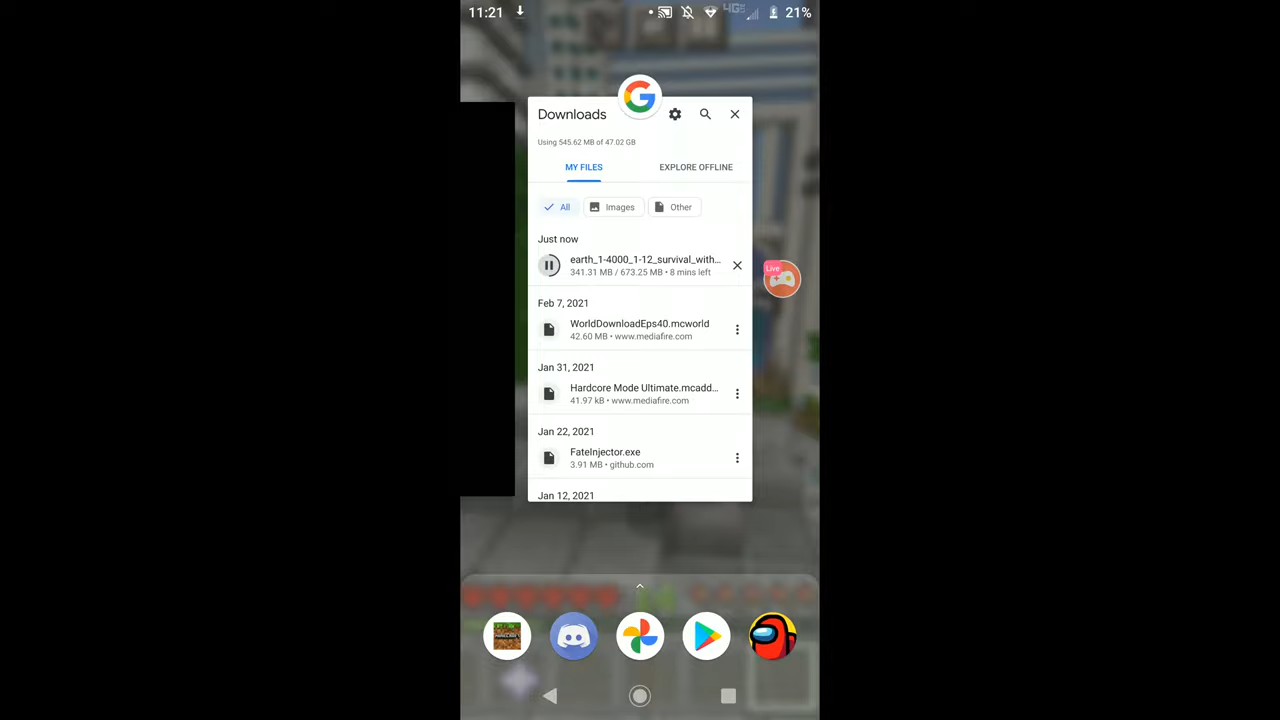 11:21
4G
21%
Downloads
Using 545.62 MB of 47.02 GB
MY FILES
EXPLORE OFFLINE
All
Images
Other
Just now
earth_1-4000_1-12_survival_with...
341.31 MB / 673.25 MB • 8 mins left
Live
Feb 7, 2021
WorldDownloadEps40.mcworld
42.60 MB • www.mediafire.com
Jan 31, 2021
Hardcore Mode Ultimate.mcadd...
41.97 kB • www.mediafire.com
Jan 22, 2021
FateInjector.exe
3.91 MB • github.com
Jan 12, 2021